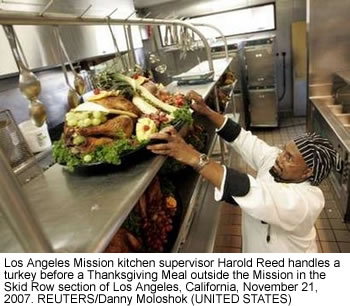 Los Angeles Mission kitchen supervisor Harold Reed handles a
turkey before a Thanksgiving Meal outside the Mission in the
Skid Row section of Los Angeles, California, November 21,
2007. REUTERS/Danny Moloshok (UNITED STATES)